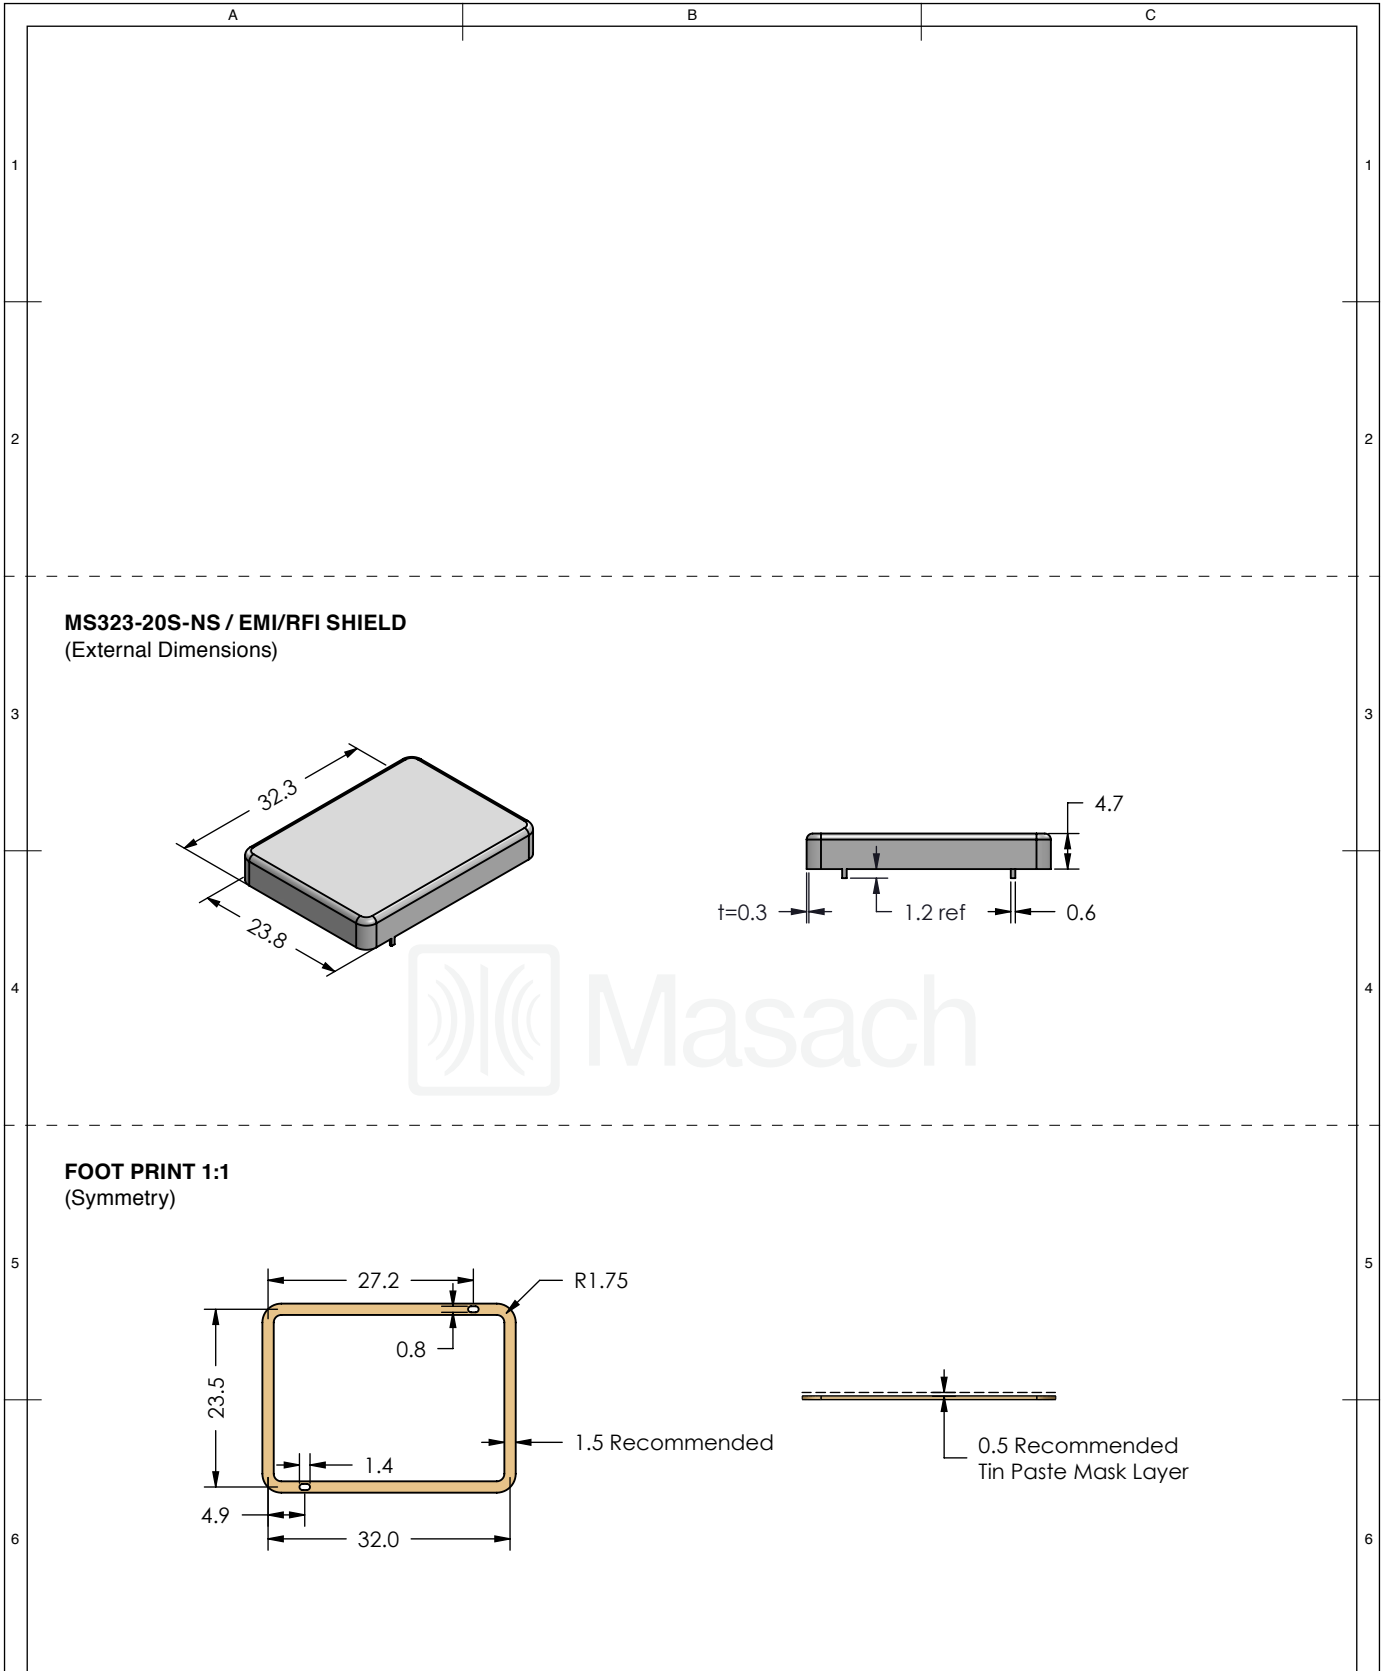 A B C
1 1
2 2
MS323-20S-NS / EMI/RFI SHIELD
(External Dimensions)
3 3
32.3
4.7
t=0.3 1.2 ref 0.6
23.8
4 4
Masach
FOOT PRINT 1:1
(Symmetry)
5 5
27.2 R1.75
0.8
23.5
1.5 Recommended
0.5 Recommended
Tin Paste Mask Layer
1.4
4.9
32.0
6 6